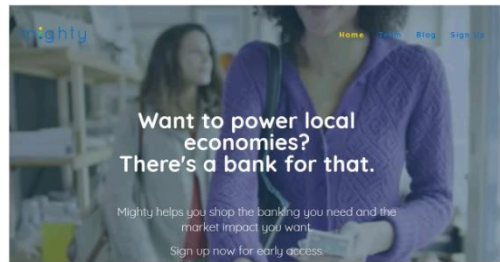 mighty
Home Team Blog Sign Up
Want to power local
economies?
There's a bank for that.
Mighty helps you shop the banking you need and the
market impact you want.
Sign up now for early access.